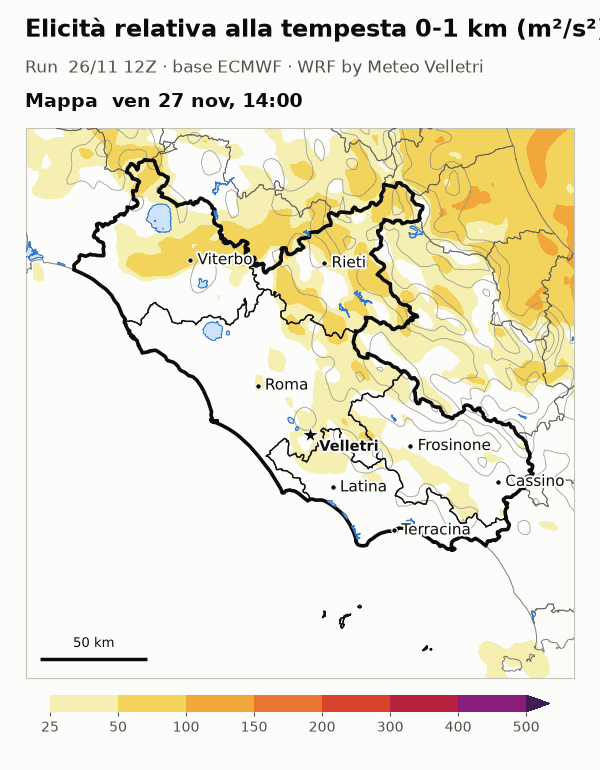 Elicità relativa alla tempesta 0-1 km (m²/s²)
Run  26/11 12Z · base ECMWF · WRF by Meteo Velletri
Mappa  ven 27 nov, 14:00
Viterbo
Rieti
Roma
Velletri
Frosinone
Cassino
Latina
Terracina
50 km
25 50 100 150 200 300 400 500